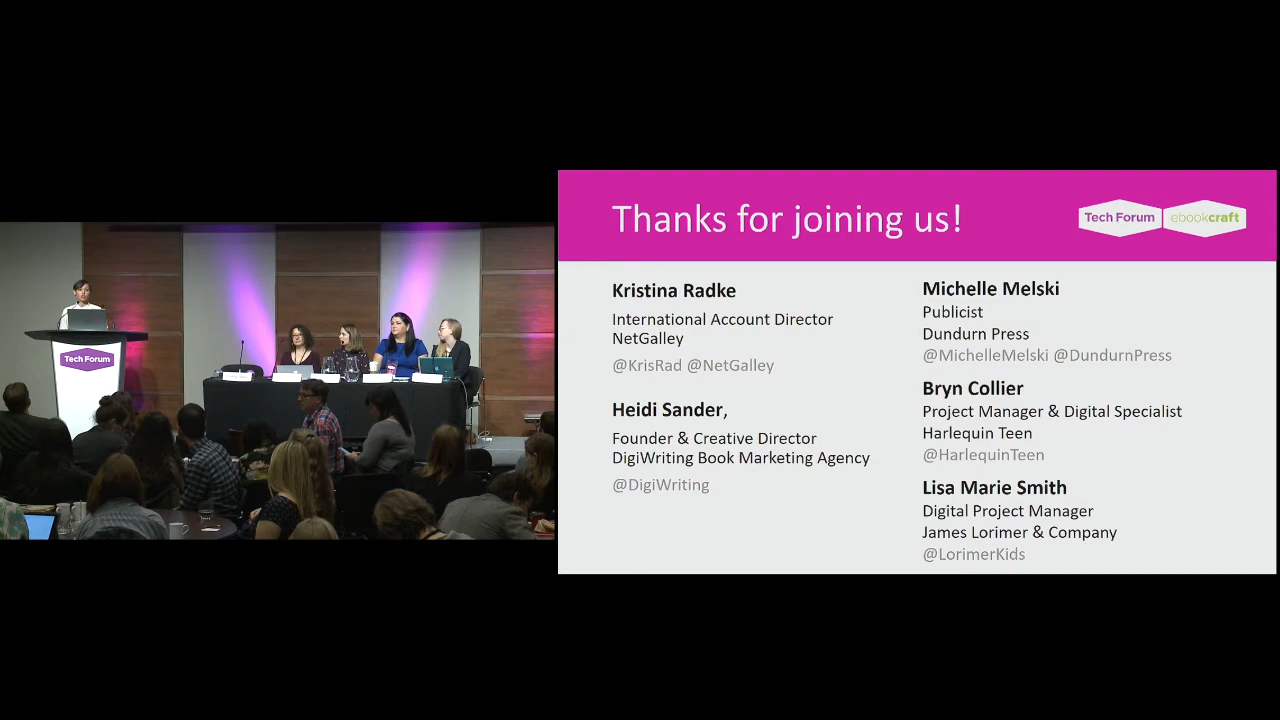 Tech Forum
Thanks for joining us!
Tech Forum
ebookcraft
Kristina Radke
International Account Director
NetGalley
@KrisRad @NetGalley
Heidi Sander,
Founder & Creative Director
DigiWriting Book Marketing Agency
@DigiWriting
Michelle Melski
Publicist
Dundurn Press
@MichelleMelski @DundurnPress
Bryn Collier
Project Manager & Digital Specialist
Harlequin Teen
@HarlequinTeen
Lisa Marie Smith
Digital Project Manager
James Lorimer & Company
@LorimerKids